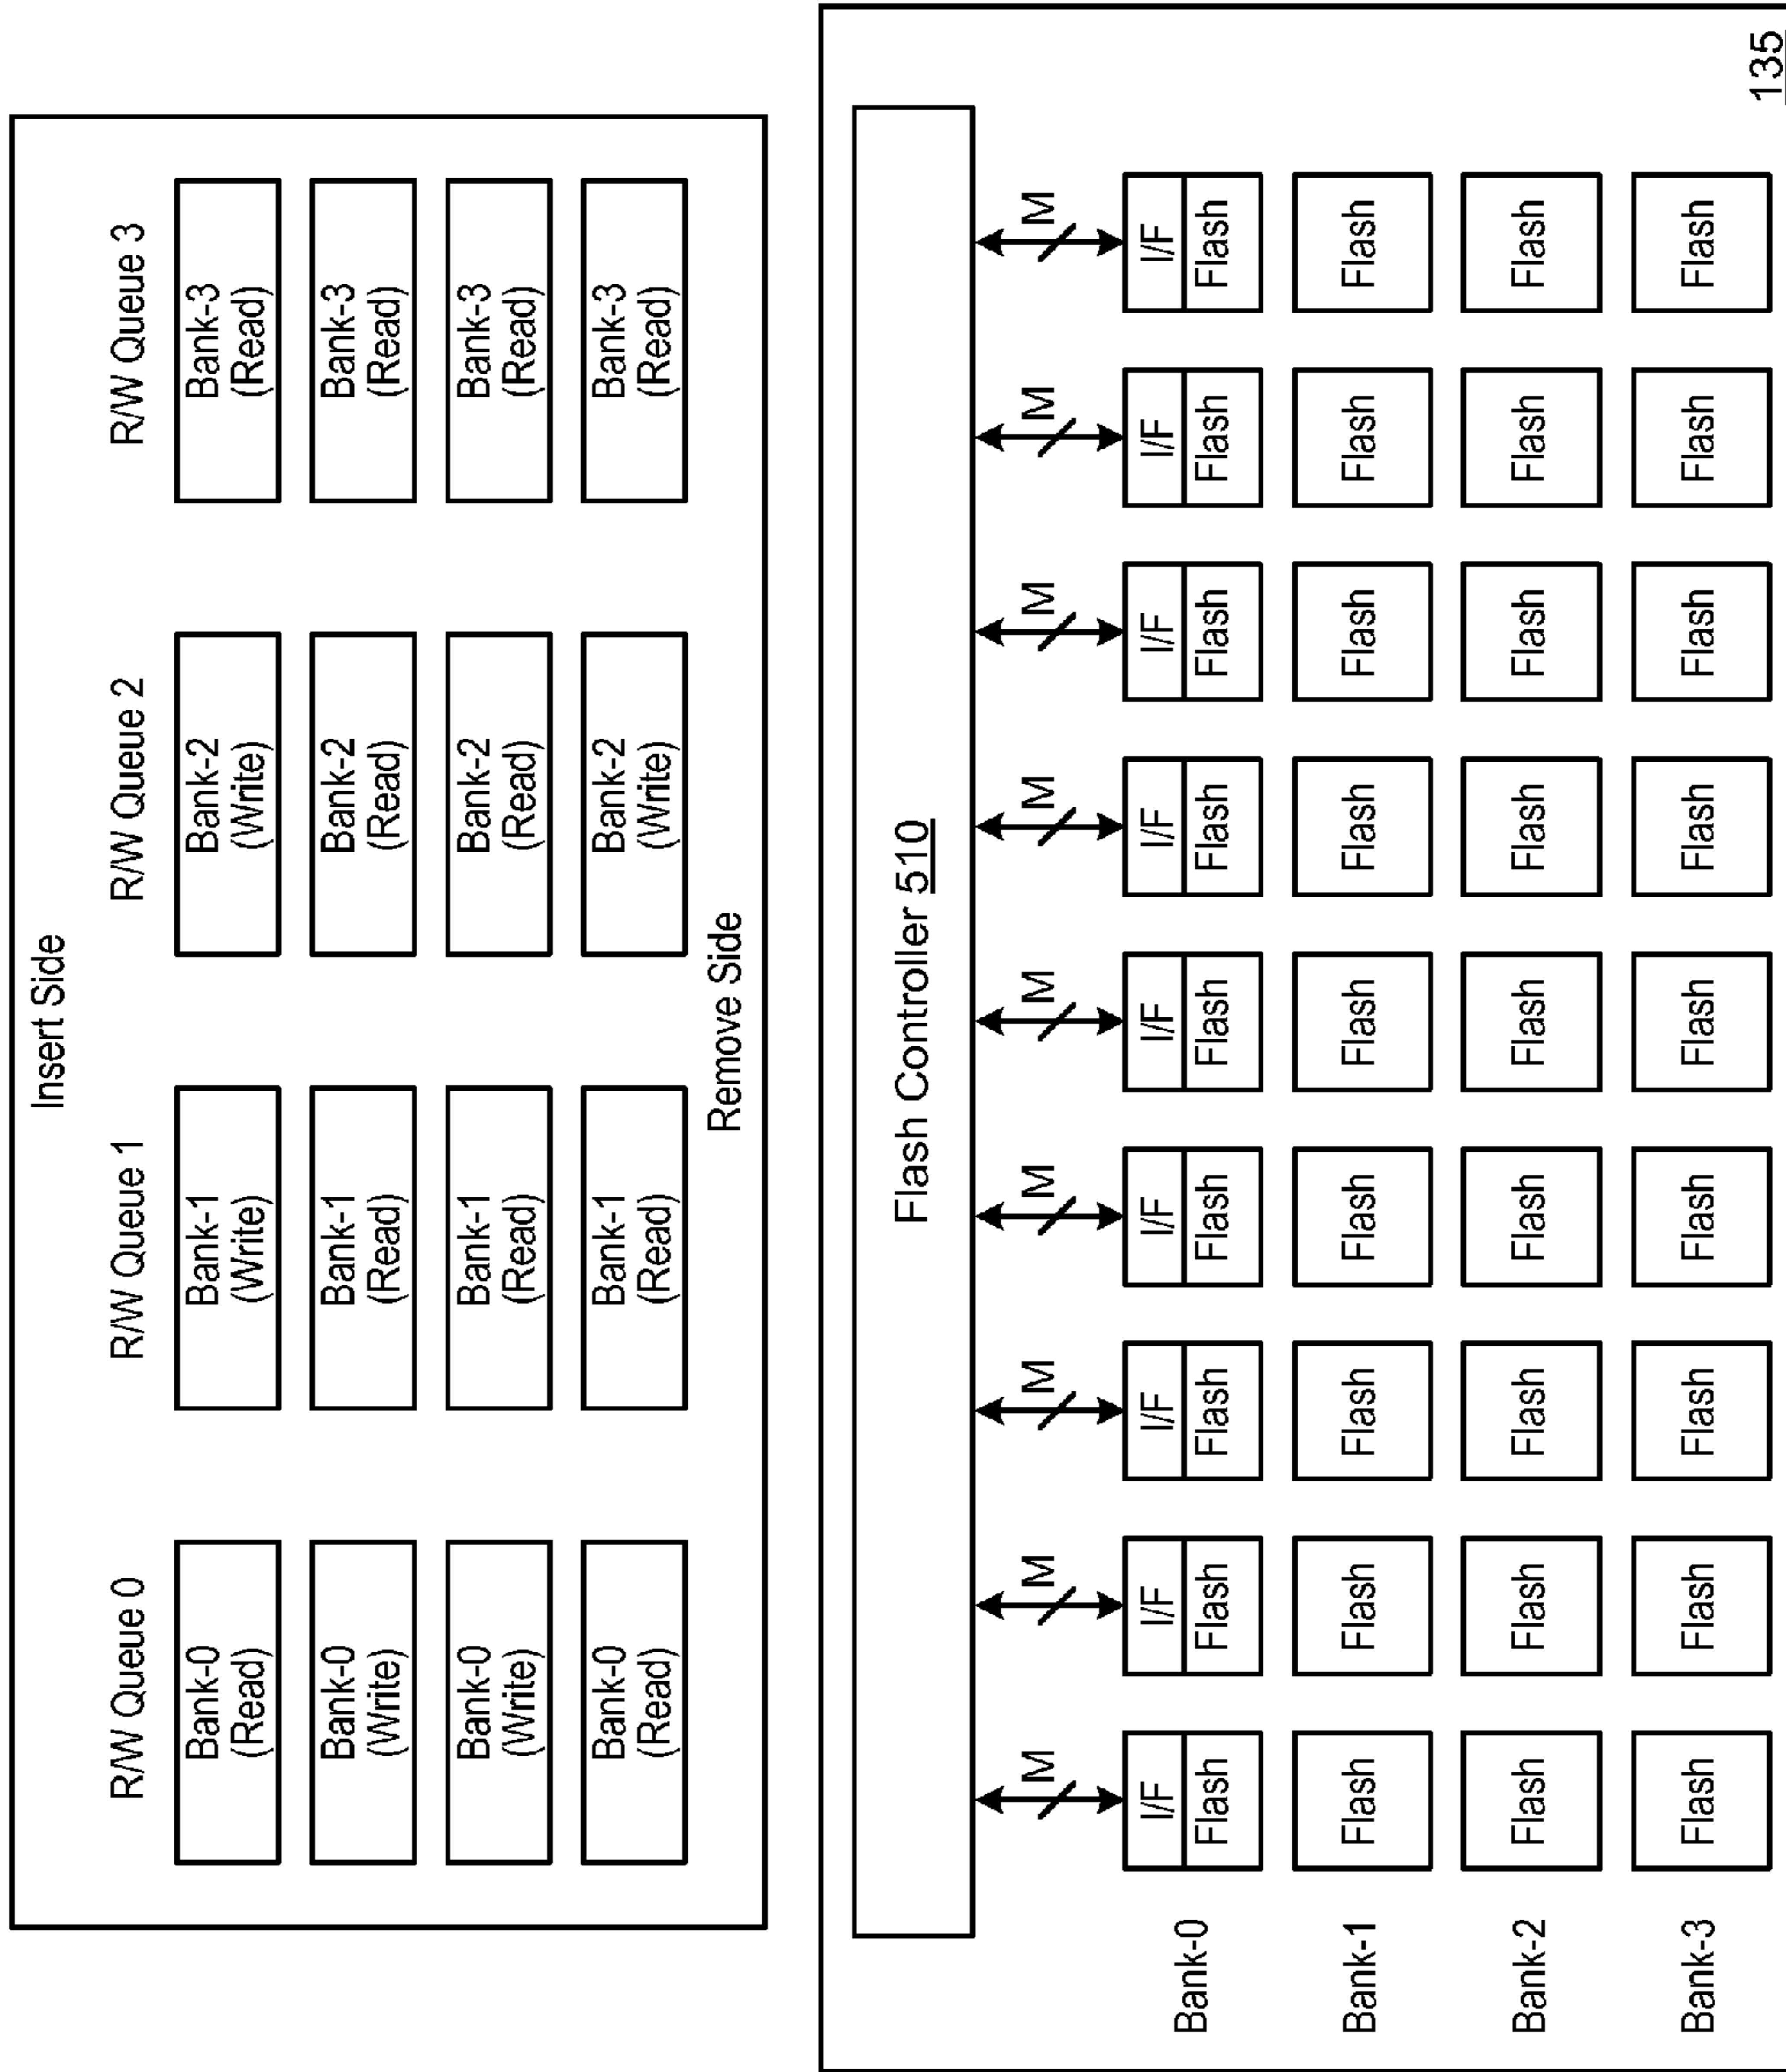 Insert Side
R/W Queue 0 R/W Queue 1 R/W Queue 2 R/W Queue 3
Bank-0 Bank-1 Bank-2 Bank-3
(Read) (Write) (Write) (Read)
Bank-0 Bank-1 Bank-2 Bank-3
(Write) (Read) (Read) (Read)
Bank-0 Bank-1 Bank-2 Bank-3
(Write) (Read) (Read) (Read)
Bank-0 Bank-1 Bank-2 Bank-3
(Read) (Read) (Write) (Read)
Remove Side
Flash Controller 510
M M M M M M M M M
I/F I/F I/F I/F I/F I/F I/F I/F I/F
Bank-0 Flash Flash Flash Flash Flash Flash Flash Flash Flash
Bank-1 Flash Flash Flash Flash Flash Flash Flash Flash Flash
Bank-2 Flash Flash Flash Flash Flash Flash Flash Flash Flash
Bank-3 Flash Flash Flash Flash Flash Flash Flash Flash Flash
135